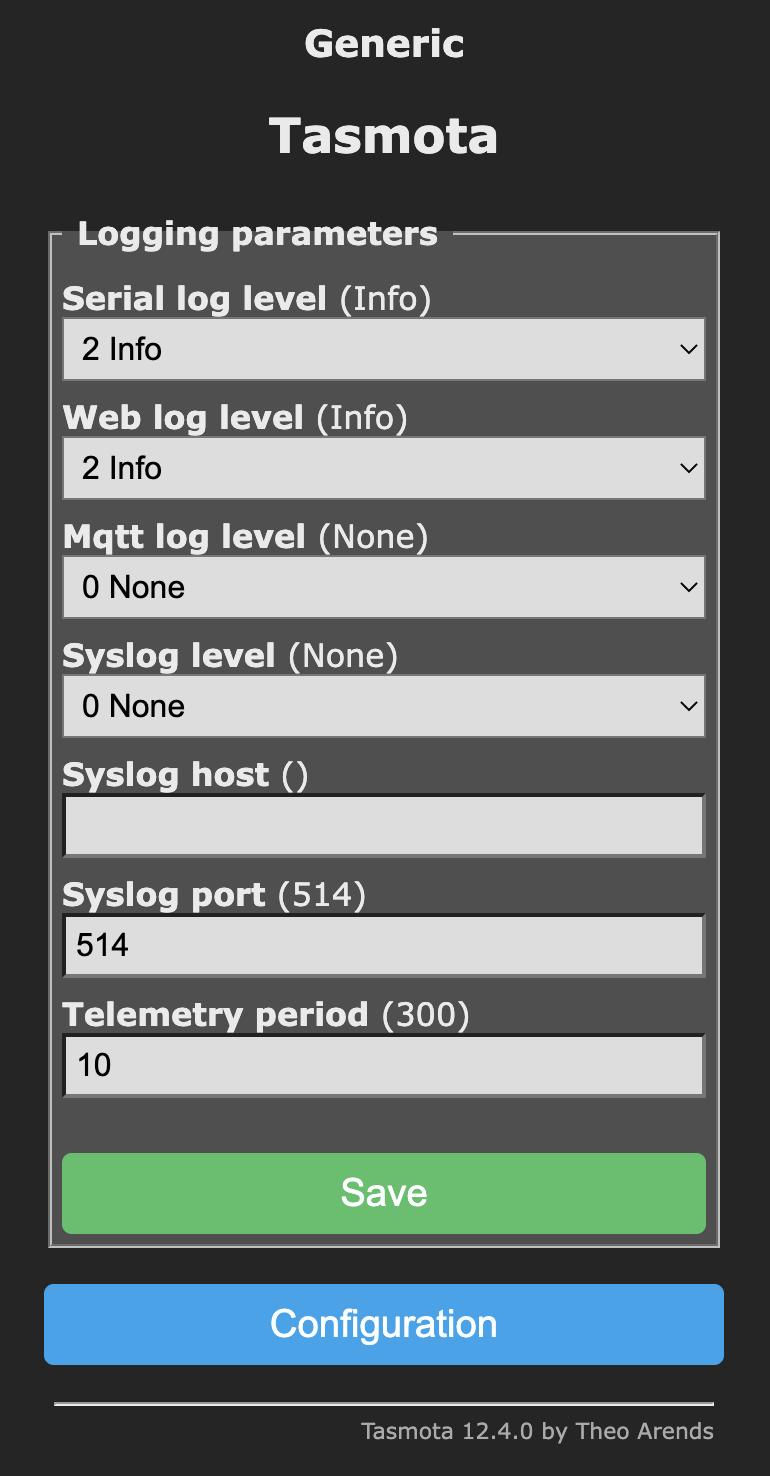 Generic
Tasmota
Logging parameters
Serial log level (Info)
2 Info
Web log level (Info)
2 Info
Mqtt log level (None)
0 None
Syslog level (None)
0 None
Syslog host ()
Syslog port (514)
514
Telemetry period (300)
10
Save
Configuration
Tasmota 12.4.0 by Theo Arends